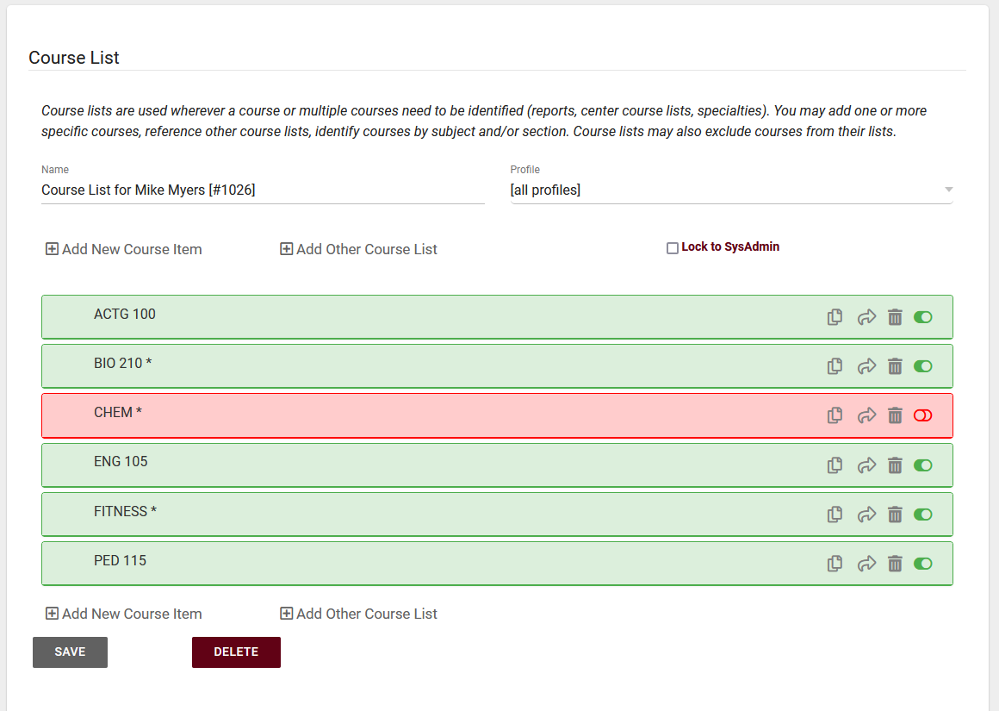 Course List
Course lists are used wherever a course or multiple courses need to be identified (reports, center course lists, specialties). You may add one or more
specific courses, reference other course lists, identify courses by subject and/or section. Course lists may also exclude courses from their lists.
Name
Profile
Course List for Mike Myers [#1026]
[all profiles]
Add New Course Item
Add Other Course List
Lock to SysAdmin
ACTG 100
BIO 210 *
CHEM *
ENG 105
FITNESS *
PED 115
Add New Course Item
Add Other Course List
SAVE
DELETE